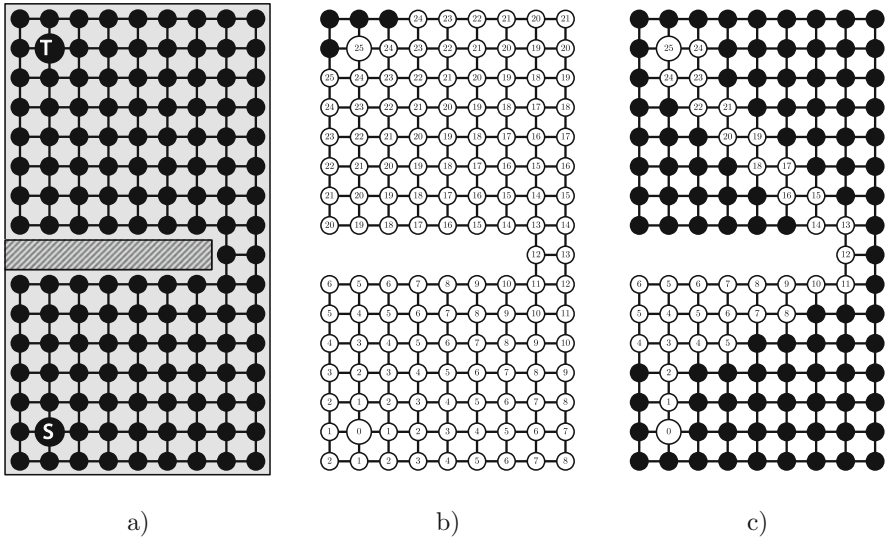 T
S
a)
24 23 22 21 20 21
25 24 23 22 21 20 19 20
25 24 23 22 21 20 19 18 19
24 23 22 21 20 19 18 17 18
23 22 21 20 19 18 17 16 17
22 21 20 19 18 17 16 15 16
21 20 19 18 17 16 15 14 15
20 19 18 17 16 15 14 13 14
12 13
6 5 6 7 8 9 10 11 12
5 4 5 6 7 8 9 10 11
4 3 4 5 6 7 8 9 10
3 2 3 4 5 6 7 8 9
2 1 2 3 4 5 6 7 8
1 0 1 2 3 4 5 6 7
2 1 2 3 4 5 6 7 8
b)
25 24
24 23
22 21
20 19
18 17
16 15
14 13
12
6 5 6 7 8 9 10 11
5 4 5 6 7 8
4 3 4 5
2
1
0
c)